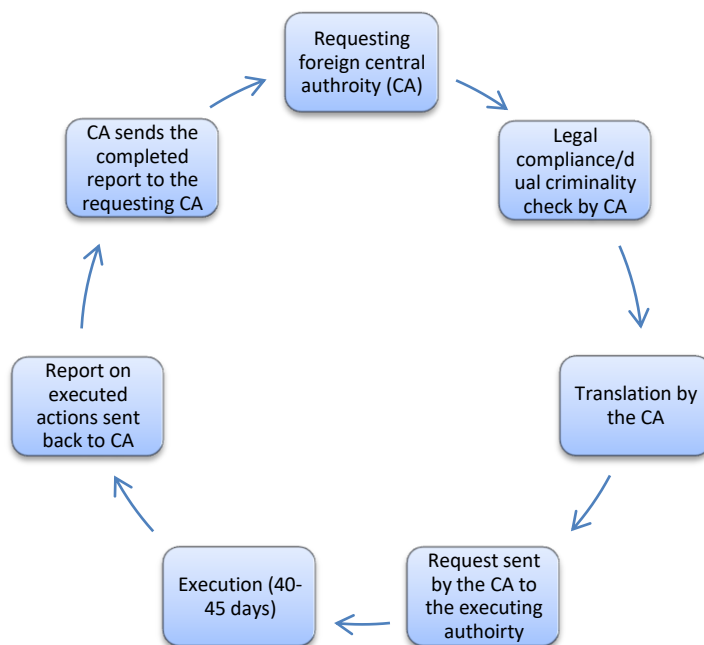 Requesting
foreign central
authroity (CA)
Legal
compliance/d
ual criminality
check by CA
Translation by
the CA
Request sent
by the CA to
the executing
authoirty
Execution (40-
45 days)
Report on
executed
actions sent
back to CA
CA sends the
completed
report to the
requesting CA